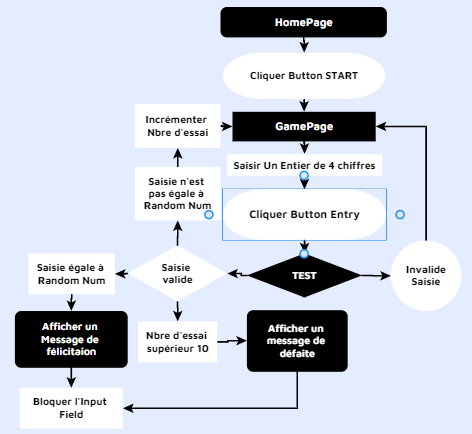 HomePage
Cliquer Button START
Incrémenter
Nbre d'essai
GamePage
Saisir Un Entier de 4 chiffres
Saisie n'est
pas égale à
Random Num
Cliquer Button Entry
Saisie égale à
Random Num
Saisie
valide
TEST
Invalide
Saisie
Afficher un
Message de
félicitaion
Nbre d'essai
supérieur 10
Afficher un
message de
défaite
Bloquer l'Input
Field